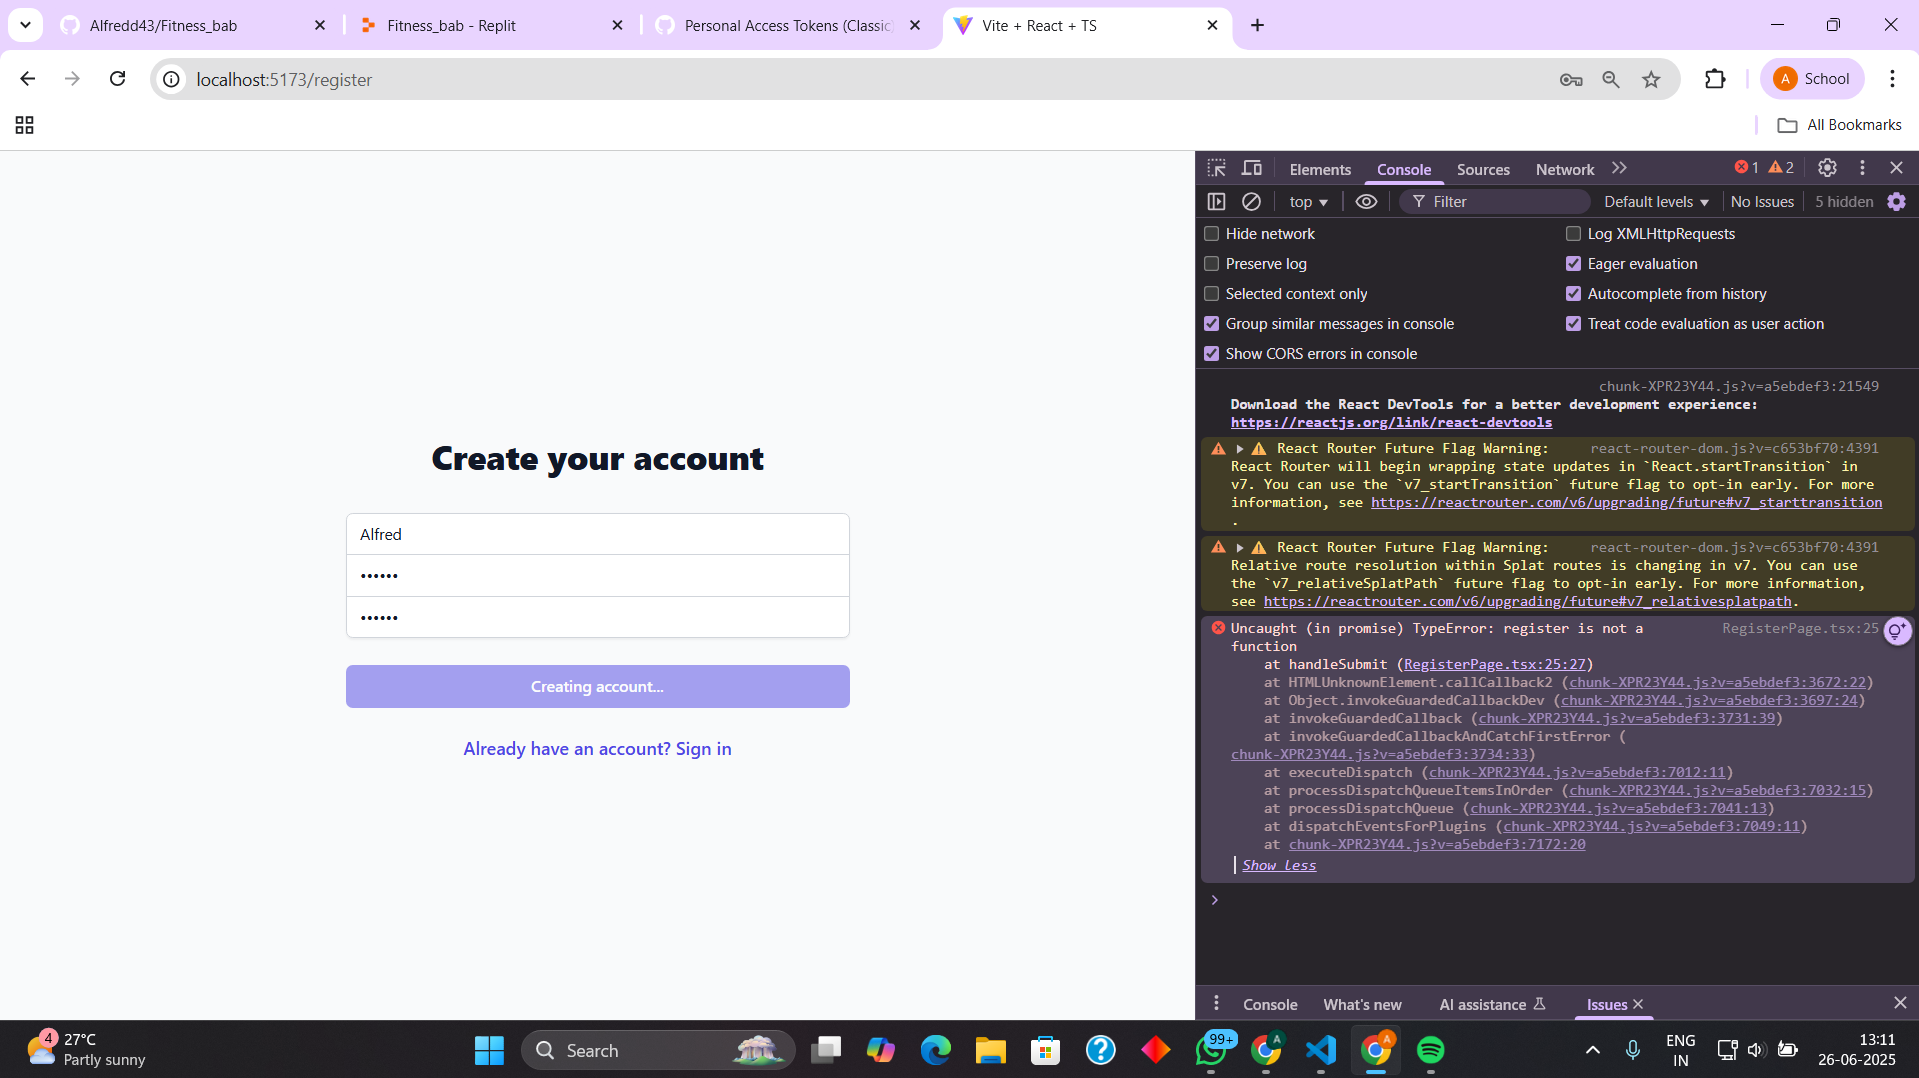 Alfredd43/Fitness_bab
Fitness_bab - Replit
Personal Access Tokens (Classic)
Vite + React + TS
localhost:5173/register
A School
All Bookmarks
Create your account
Alfred
••••••
••••••
Creating account...
Already have an account? Sign in
Elements Console Sources Network 1 2
top Filter Default levels No Issues 5 hidden
Hide network
Log XMLHttpRequests
Preserve log
Eager evaluation
Selected context only
Autocomplete from history
Group similar messages in console
Treat code evaluation as user action
Show CORS errors in console
chunk-XPR23Y44.js?v=a5ebdef3:21549
Download the React DevTools for a better development experience:
https://reactjs.org/link/react-devtools
React Router Future Flag Warning: react-router-dom.js?v=c653bf70:4391
React Router will begin wrapping state updates in `React.startTransition` in
v7. You can use the `v7_startTransition` future flag to opt-in early. For more
information, see https://reactrouter.com/v6/upgrading/future#v7_starttransition
.
React Router Future Flag Warning: react-router-dom.js?v=c653bf70:4391
Relative route resolution within Splat routes is changing in v7. You can use
the `v7_relativeSplatPath` future flag to opt-in early. For more information,
see https://reactrouter.com/v6/upgrading/future#v7_relativesplatpath.
Uncaught (in promise) TypeError: register is not a RegisterPage.tsx:25
function
at handleSubmit (RegisterPage.tsx:25:27)
at HTMLUnknownElement.callCallback2 (chunk-XPR23Y44.js?v=a5ebdef3:3672:22)
at Object.invokeGuardedCallbackDev (chunk-XPR23Y44.js?v=a5ebdef3:3697:24)
at invokeGuardedCallback (chunk-XPR23Y44.js?v=a5ebdef3:3731:39)
at invokeGuardedCallbackAndCatchFirstError (
chunk-XPR23Y44.js?v=a5ebdef3:3734:33)
at executeDispatch (chunk-XPR23Y44.js?v=a5ebdef3:7012:11)
at processDispatchQueueItemsInOrder (chunk-XPR23Y44.js?v=a5ebdef3:7032:15)
at processDispatchQueue (chunk-XPR23Y44.js?v=a5ebdef3:7041:13)
at dispatchEventsForPlugins (chunk-XPR23Y44.js?v=a5ebdef3:7049:11)
at chunk-XPR23Y44.js?v=a5ebdef3:7172:20
Show less
Console What's new AI assistance Issues
4 27°C
Partly sunny
Search
99+
A
A
ENG
IN
13:11
26-06-2025